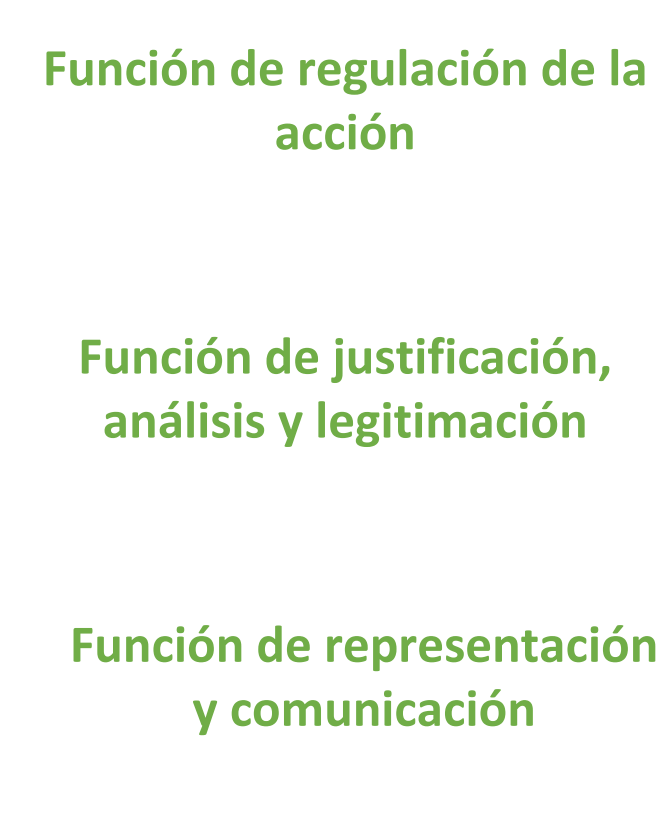 Función de regulación de la
acción
Función de justificación,
análisis y legitimación
Función de representación
y comunicación